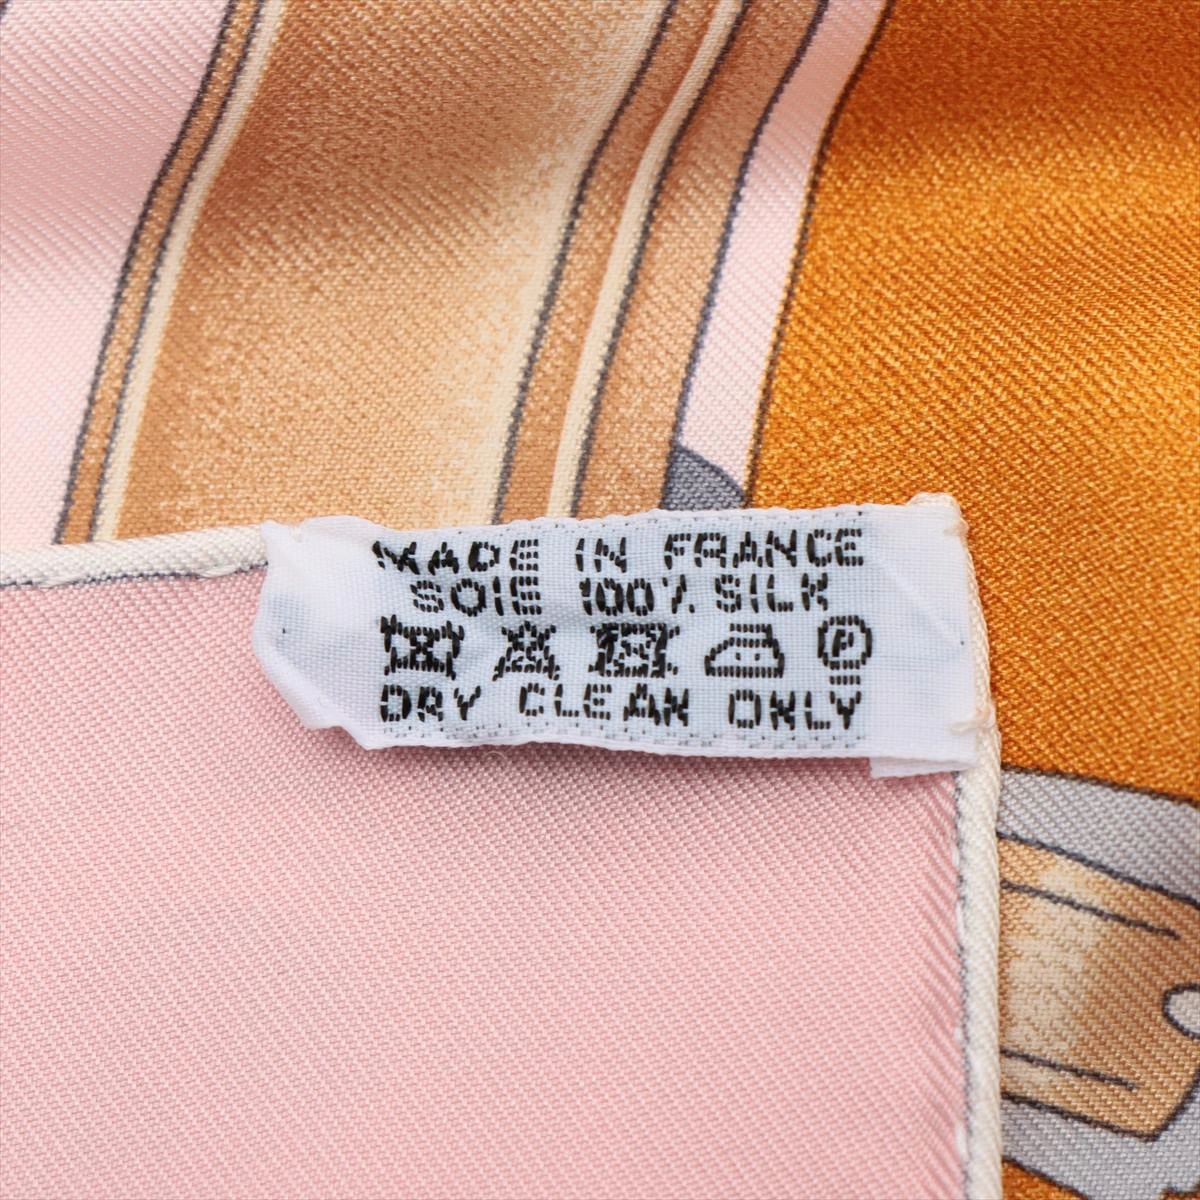 MADE IN FRANCE
SOIE 100% SILK
P
DRY CLEAN ONLY